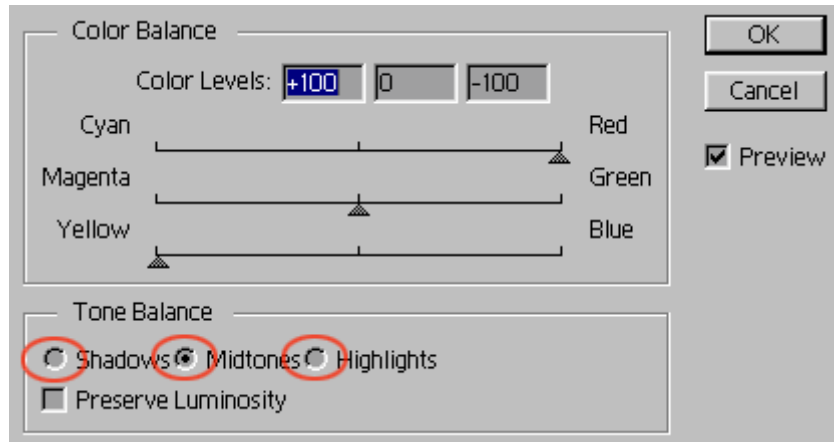 Color Balance
OK
Color Levels: +100 0 -100
Cancel
Cyan Red
Preview
Magenta Green
Yellow Blue
Tone Balance
Shadows Midtones Highlights
Preserve Luminosity